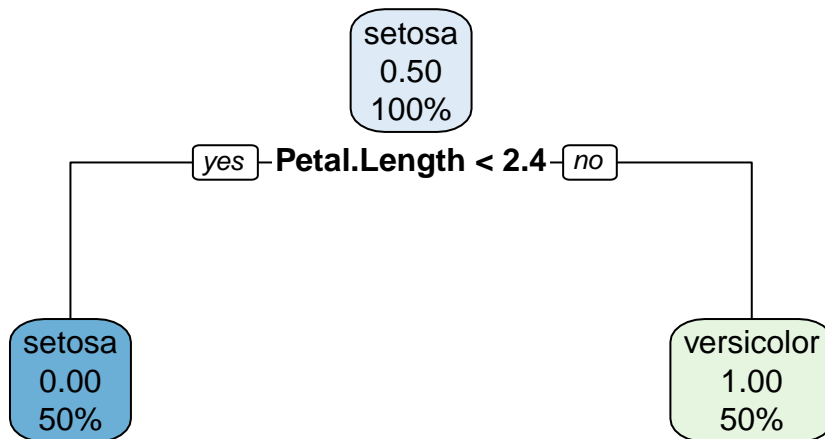 setosa
0.50
100%
yes Petal.Length < 2.4 no
setosa
0.00
50%
versicolor
1.00
50%